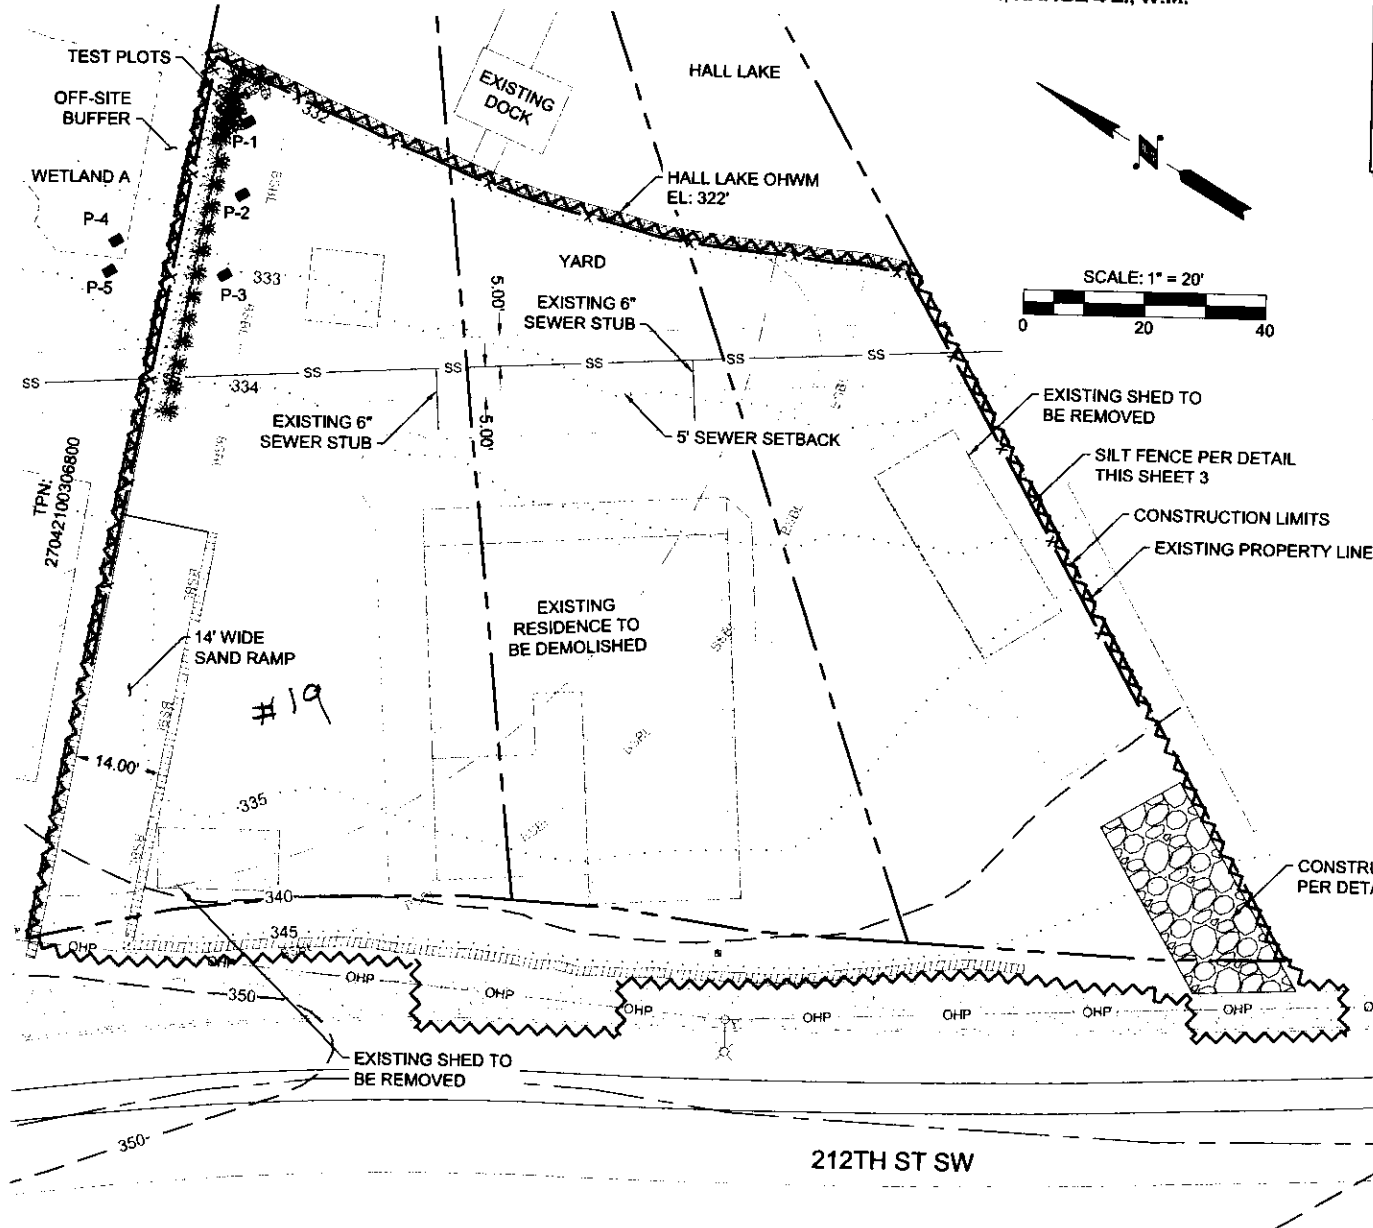 TEST PLOTS
OFF-SITE
BUFFER
WETLAND A
P-4
P-5
P-1
P-2
P-3
332
333
334
EXISTING
DOCK
HALL LAKE
HALL LAKE OHWM
EL: 322'
YARD
5.00'
5.00'
EXISTING 6"
SEWER STUB
SS
SS
SS
SS
SS
SS
EXISTING 6"
SEWER STUB
5' SEWER SETBACK
SCALE: 1" = 20'
0
20
40
EXISTING SHED TO
BE REMOVED
SILT FENCE PER DETAIL
THIS SHEET 3
CONSTRUCTION LIMITS
EXISTING PROPERTY LINE
TPN:
27042100306800
14' WIDE
SAND RAMP
#19
14.00'
EXISTING
RESIDENCE TO
BE DEMOLISHED
335
340
345
350
OHP
OHP
OHP
OHP
OHP
OHP
OHP
OHP
OHP
EXISTING SHED TO
BE REMOVED
350
PER DETA
212TH ST SW